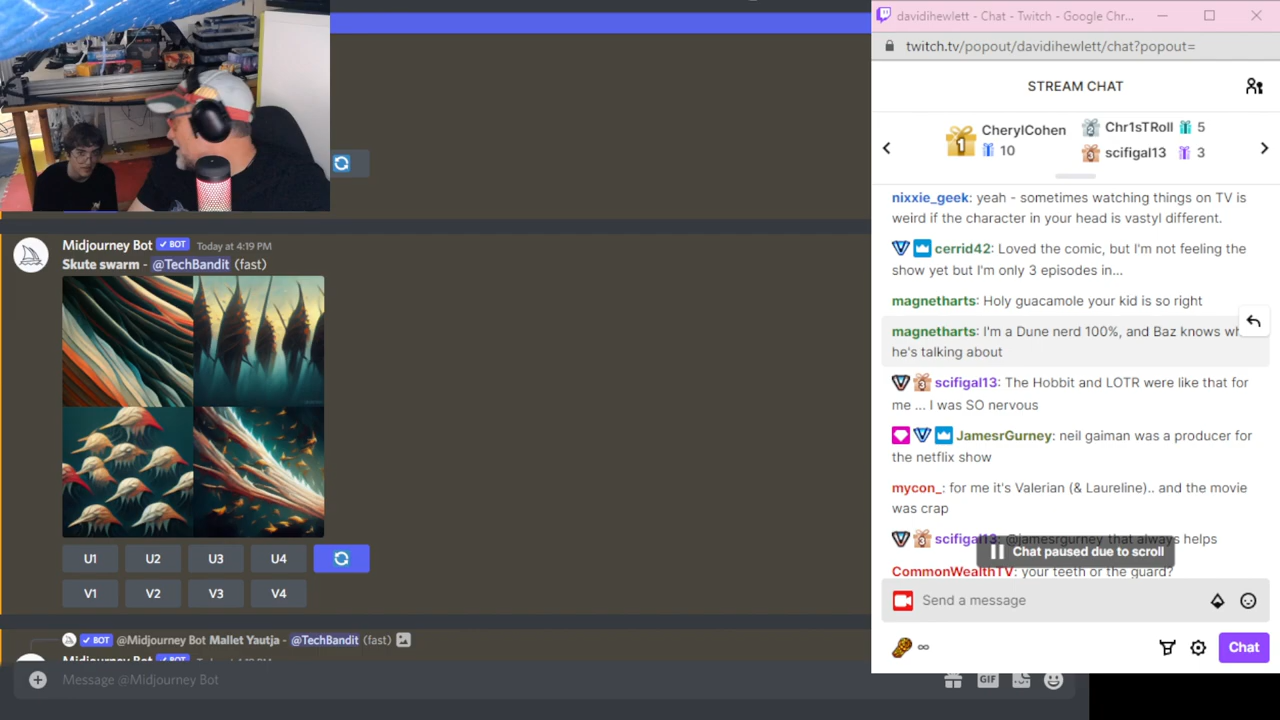 davidihewlett - Chat - Twitch - Google Chr...
twitch.tv/popout/davidihewlett/chat?popout=
STREAM CHAT
CherylCohen
10
Chr1sTRoll 5
scifigal13 3
nixxie_geek: yeah - sometimes watching things on TV is
weird if the character in your head is vastyl different.
cerrid42: Loved the comic, but I'm not feeling the
show yet but I'm only 3 episodes in...
magnetharts: Holy guacamole your kid is so right
magnetharts: I'm a Dune nerd 100%, and Baz knows
he's talking about
scifigal13: The Hobbit and LOTR were like that for
me ... I was SO nervous
JamesrGurney: neil gaiman was a producer for
the netflix show
mycon_: for me it's Valerian (& Laureline).. and the movie
was crap
scifigal13: @jamesrgurney that always helps
Chat paused due to scroll
CommonWealthTV: your teeth or the guard?
Send a message
∞
Chat
Midjourney Bot BOT Today at 4:19 PM
Skute swarm - @TechBandit (fast)
U1 U2 U3 U4
V1 V2 V3 V4
BOT @Midjourney Bot Mallet Yautja - @TechBandit (fast)
Midjourney Bot BOT
Message @Midjourney Bot
GIF